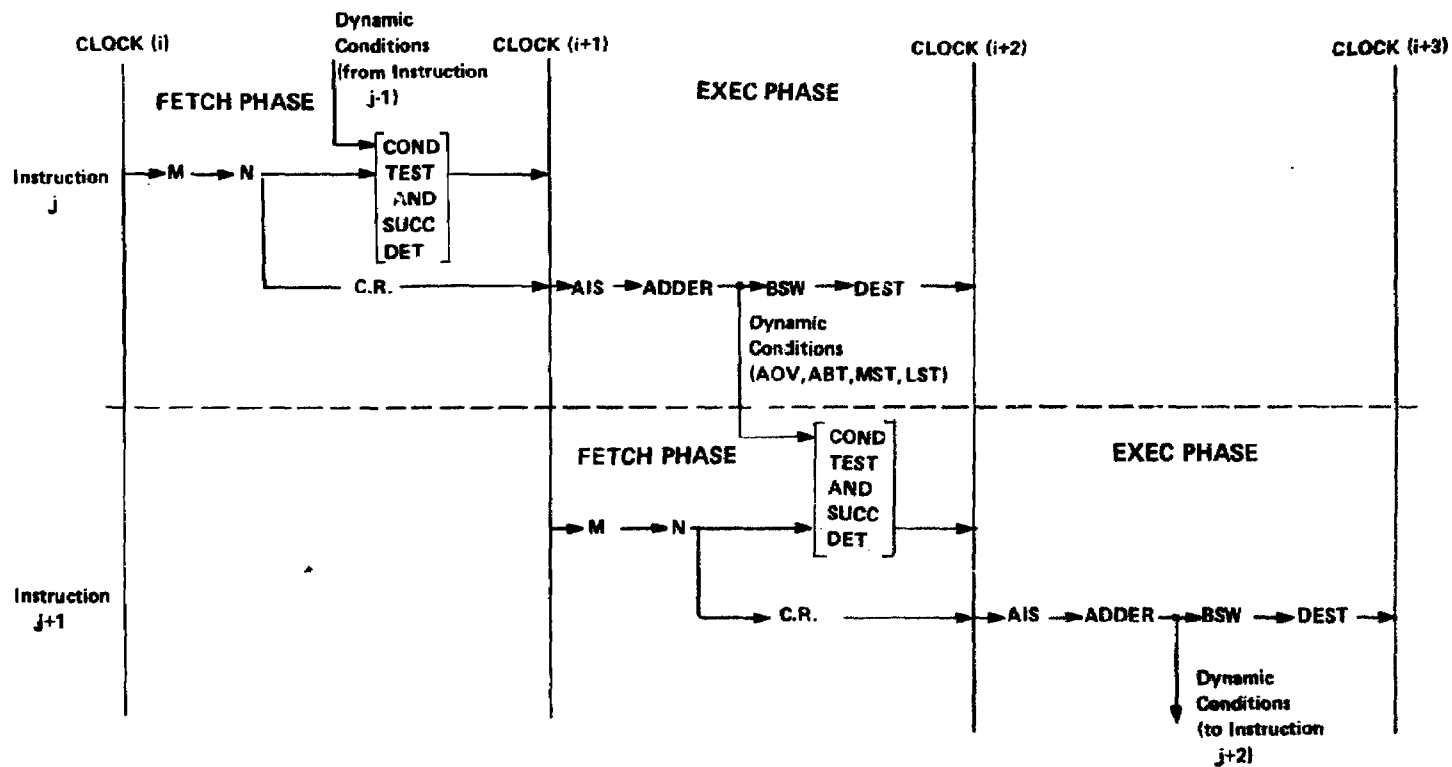 CLOCK (i)
Dynamic
Conditions
(from Instruction
j-1)
CLOCK (i+1)
CLOCK (i+2)
CLOCK (i+3)
FETCH PHASE
EXEC PHASE
Instruction
j
M
N
COND
TEST
AND
SUCC
DET
C.R.
AIS
ADDER
BSW
DEST
Dynamic
Conditions
(AOV, ABT, MST, LST)
FETCH PHASE
EXEC PHASE
COND
TEST
AND
SUCC
DET
M
N
Instruction
j+1
C.R.
AIS
ADDER
BSW
DEST
Dynamic
Conditions
(to Instruction
j+2)